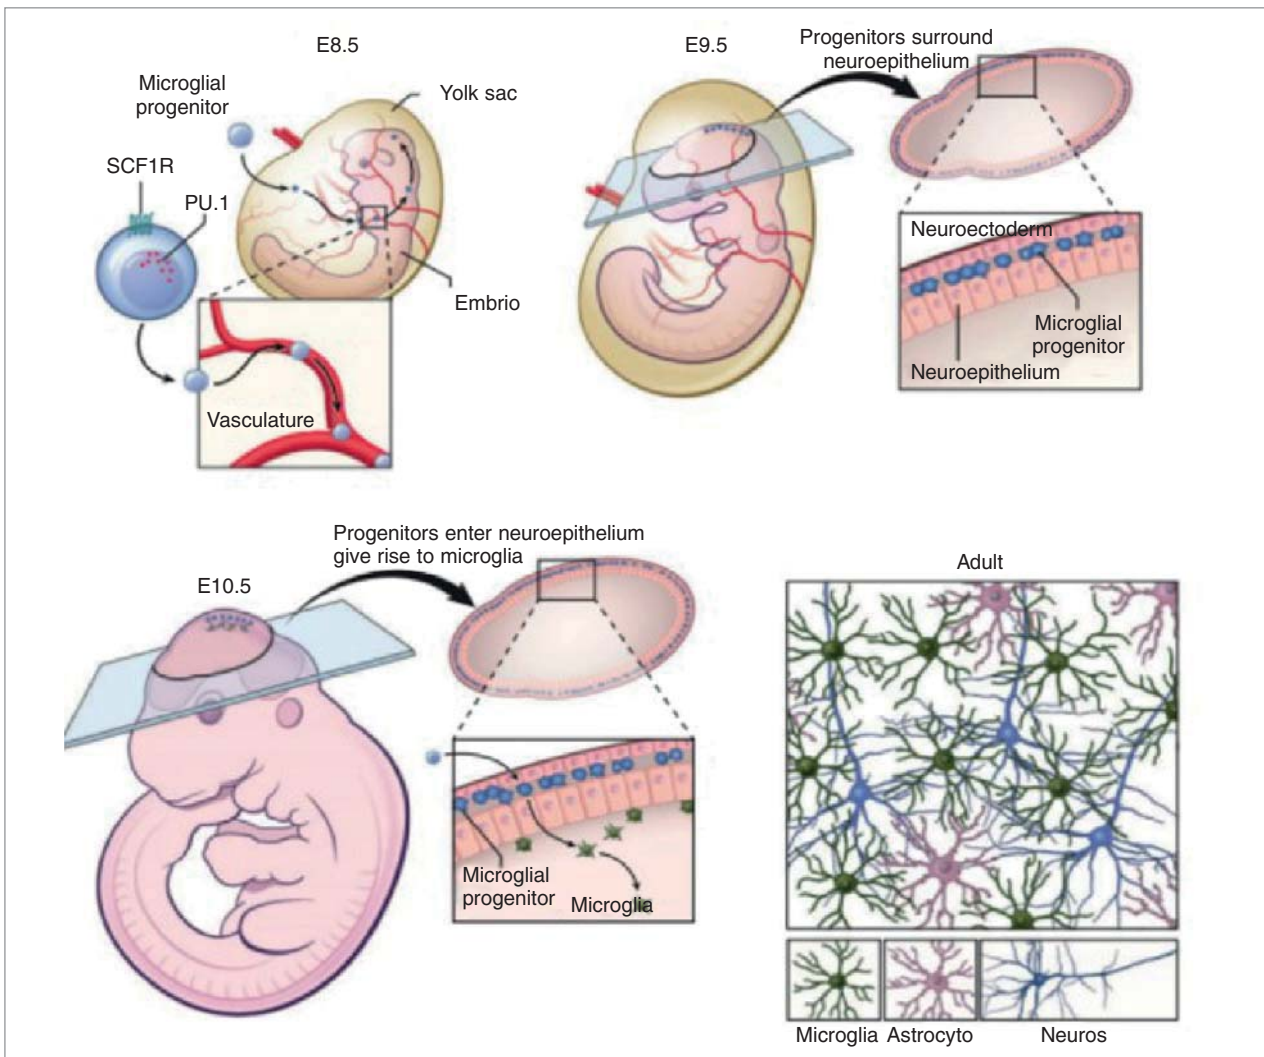 E8.5
Microglial
progenitor
Yolk sac
SCF1R
PU.1
Embrio
Vasculature
E9.5
Progenitors surround
neuroepithelium
Neuroectoderm
Microglial
progenitor
Neuroepithelium
Progenitors enter neuroepithelium
give rise to microglia
E10.5
Microglial
progenitor
Microglia
Adult
Microglia
Astrocyto
Neuros